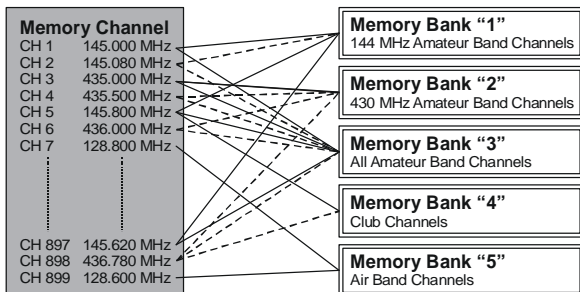 Memory Channel
CH 1 145.000 MHz
CH 2 145.080 MHz
CH 3 435.000 MHz
CH 4 435.500 MHz
CH 5 145.800 MHz
CH 6 436.000 MHz
CH 7 128.800 MHz
CH 897 145.620 MHz
CH 898 436.780 MHz
CH 899 128.600 MHz
Memory Bank “1”
144 MHz Amateur Band Channels
Memory Bank “2”
430 MHz Amateur Band Channels
Memory Bank “3”
All Amateur Band Channels
Memory Bank “4”
Club Channels
Memory Bank “5”
Air Band Channels